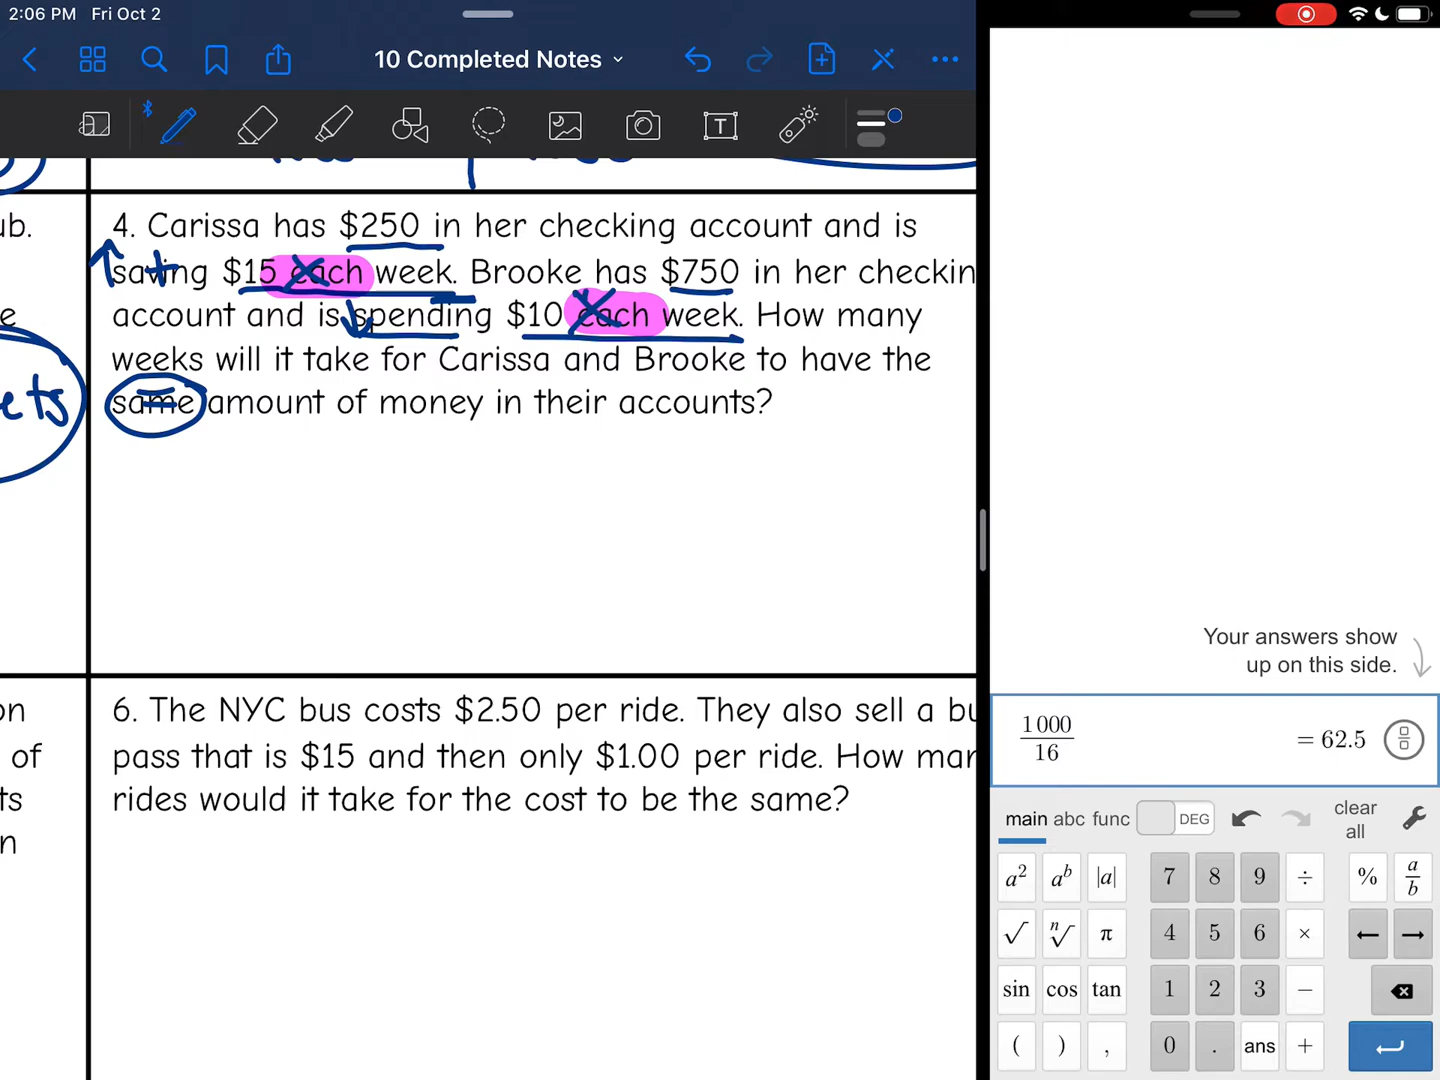 2:06 PM Fri Oct 2
10 Completed Notes
T
ub.
e
ets
on
of
ts
n
4. Carissa has $250 in her checking account and is
saving $15 each week. Brooke has $750 in her checkin
account and is spending $10 each week. How many
weeks will it take for Carissa and Brooke to have the
same amount of money in their accounts?
+
=
6. The NYC bus costs $2.50 per ride. They also sell a bu
pass that is $15 and then only $1.00 per ride. How mar
rides would it take for the cost to be the same?
Your answers show
up on this side.
1000
16
= 62.5
main abc func DEG clear all
a² aᵇ |a| 7 8 9 ÷ % a/b
√ ⁿ√ π 4 5 6 × ← →
sin cos tan 1 2 3 −
( ) , 0 . ans +